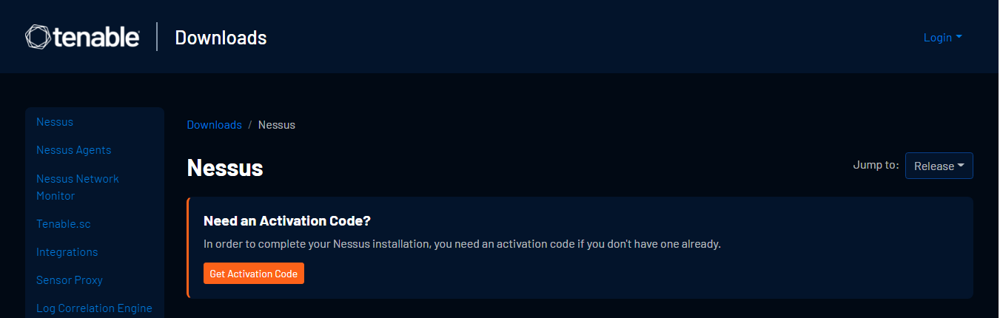 tenable
Downloads
Login
Nessus
Nessus Agents
Nessus Network
Monitor
Tenable.sc
Integrations
Sensor Proxy
Log Correlation Engine
Downloads / Nessus
Nessus
Jump to: Release
Need an Activation Code?
In order to complete your Nessus installation, you need an activation code if you don't have one already.
Get Activation Code